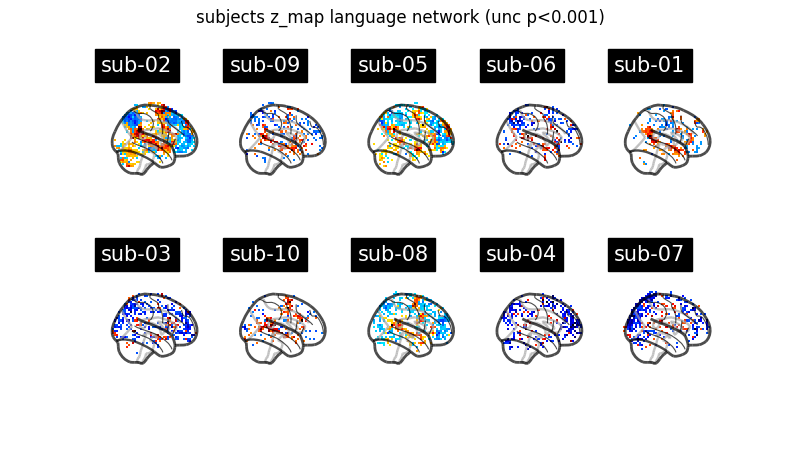 subjects z_map language network (unc p<0.001)
sub-02 sub-09 sub-05 sub-06 sub-01
sub-03 sub-10 sub-08 sub-04 sub-07